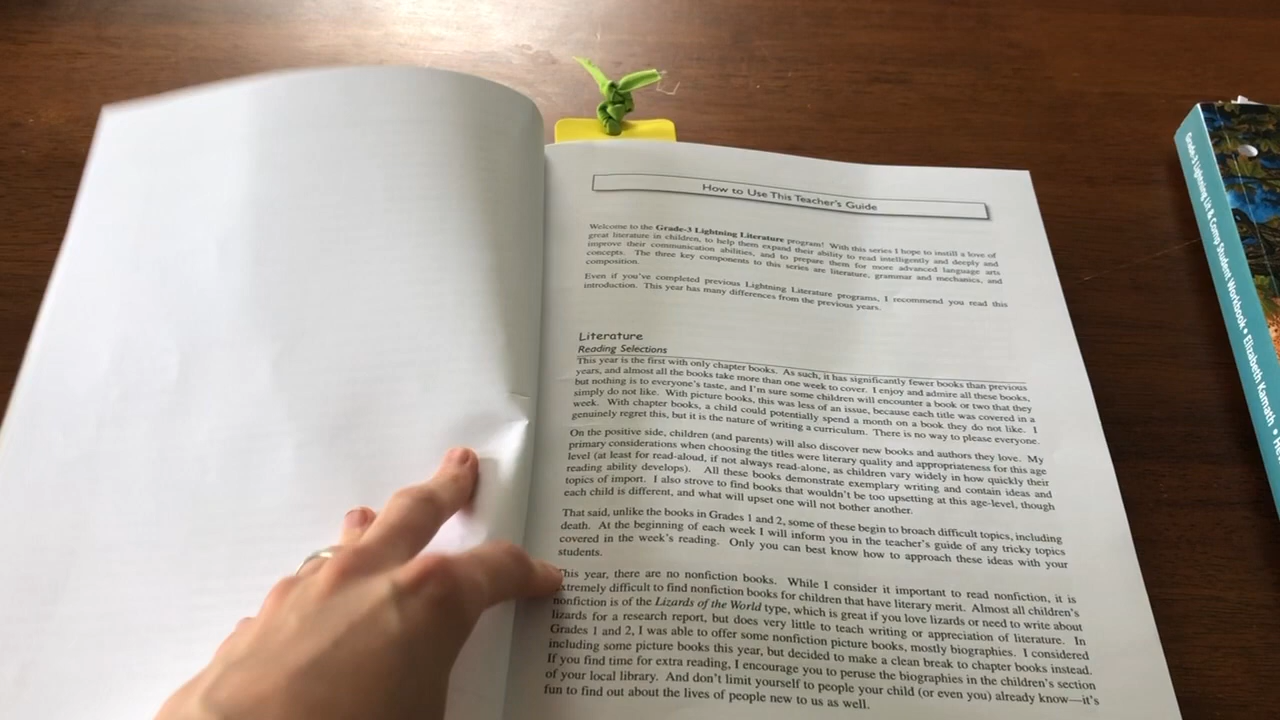 How to Use This Teacher's Guide
Welcome to the Grade-3 Lightning Literature program! With this series I hope to instill a love of
great literature in children, to help them expand their ability to read intelligently and deeply and
improve their communication abilities, and to prepare them for more advanced language arts
concepts. The three key components to this series are literature, grammar and mechanics, and
composition.
Even if you've completed previous Lightning Literature programs, I recommend you read this
introduction. This year has many differences from the previous years.
Literature
Reading Selections
This year is the first with only chapter books. As such, it has significantly fewer books than previous
years, and almost all the books take more than one week to cover. I enjoy and admire all these books,
but nothing is to everyone's taste, and I'm sure some children will encounter a book or two that they
simply do not like. With picture books, this was less of an issue, because each title was covered in a
week. With chapter books, a child could potentially spend a month on a book they do not like. I
genuinely regret this, but it is the nature of writing a curriculum. There is no way to please everyone.
On the positive side, children (and parents) will also discover new books and authors they love. My
primary considerations when choosing the titles were literary quality and appropriateness for this age
level (at least for read-aloud, if not always read-alone, as children vary widely in how quickly their
reading ability develops). All these books demonstrate exemplary writing and contain ideas and
topics of import. I also strove to find books that wouldn't be too upsetting at this age-level, though
each child is different, and what will upset one will not bother another.
That said, unlike the books in Grades 1 and 2, some of these begin to broach difficult topics, including
death. At the beginning of each week I will inform you in the teacher's guide of any tricky topics
covered in the week's reading. Only you can best know how to approach these ideas with your
students.
This year, there are no nonfiction books. While I consider it important to read nonfiction, it is
extremely difficult to find nonfiction books for children that have literary merit. Almost all children's
nonfiction is of the Lizards of the World type, which is great if you love lizards or need to write about
lizards for a research report, but does very little to teach writing or appreciation of literature. In
Grades 1 and 2, I was able to offer some nonfiction picture books, mostly biographies. I considered
including some picture books this year, but decided to make a clean break to chapter books instead.
If you find time for extra reading, I encourage you to peruse the biographies in the children's section
of your local library. And don't limit yourself to people your child (or even you) already know—it's
fun to find out about the lives of people new to us as well.
Grade-3 Lightning Lit & Comp Student Workbook • Elizabeth Kamath •